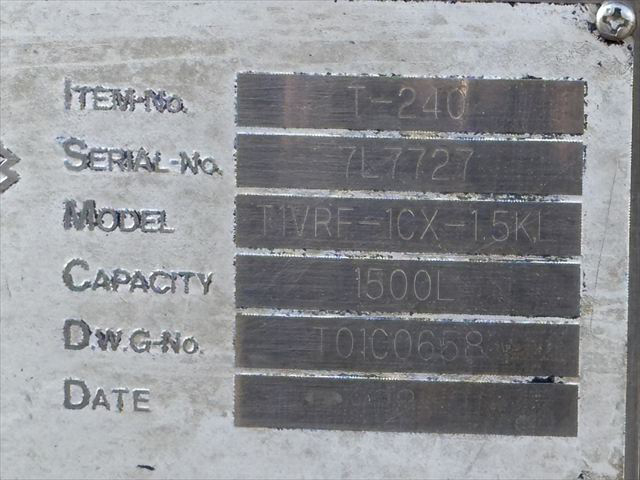 ITEM-NO. T-240
SERIAL-NO. 7L7727
MODEL T1VRF-1CX-1.5KL
CAPACITY 1500L
D.W.G-NO. T01C0658
DATE